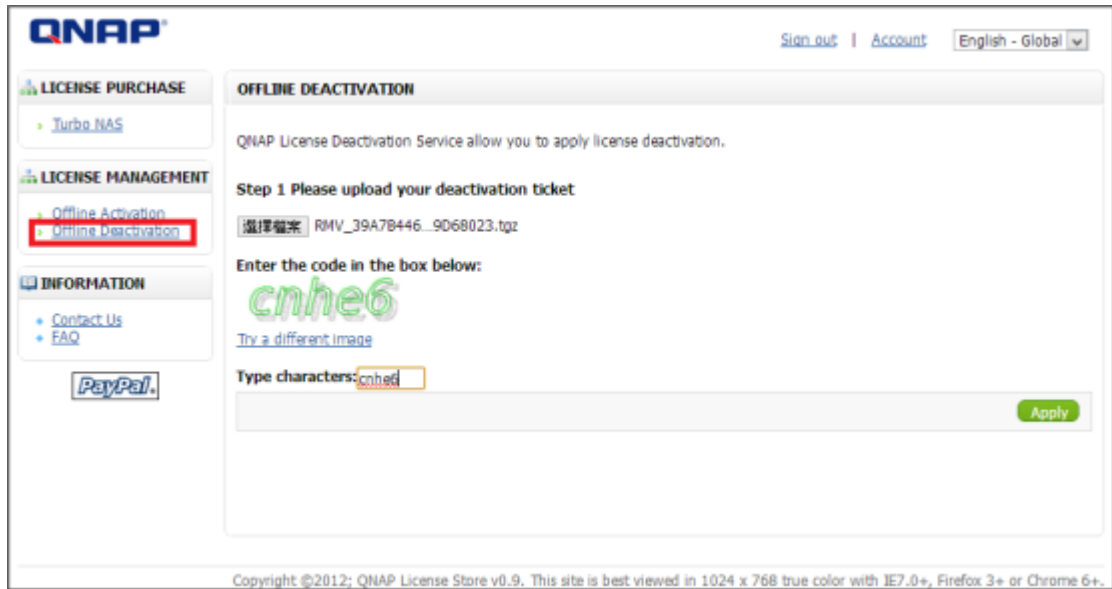 QNAP
Sign out | Account English - Global
LICENSE PURCHASE
Turbo NAS
LICENSE MANAGEMENT
Offline Activation
Offline Deactivation
INFORMATION
Contact Us
FAQ
PayPal.
OFFLINE DEACTIVATION
QNAP License Deactivation Service allow you to apply license deactivation.
Step 1 Please upload your deactivation ticket
選擇檔案 RMV_39A7B446...9D68023.tgz
Enter the code in the box below:
cnhe6
Try a different image
Type characters: cnhe6
Apply
Copyright ©2012; QNAP License Store v0.9. This site is best viewed in 1024 x 768 true color with IE7.0+, Firefox 3+ or Chrome 6+.